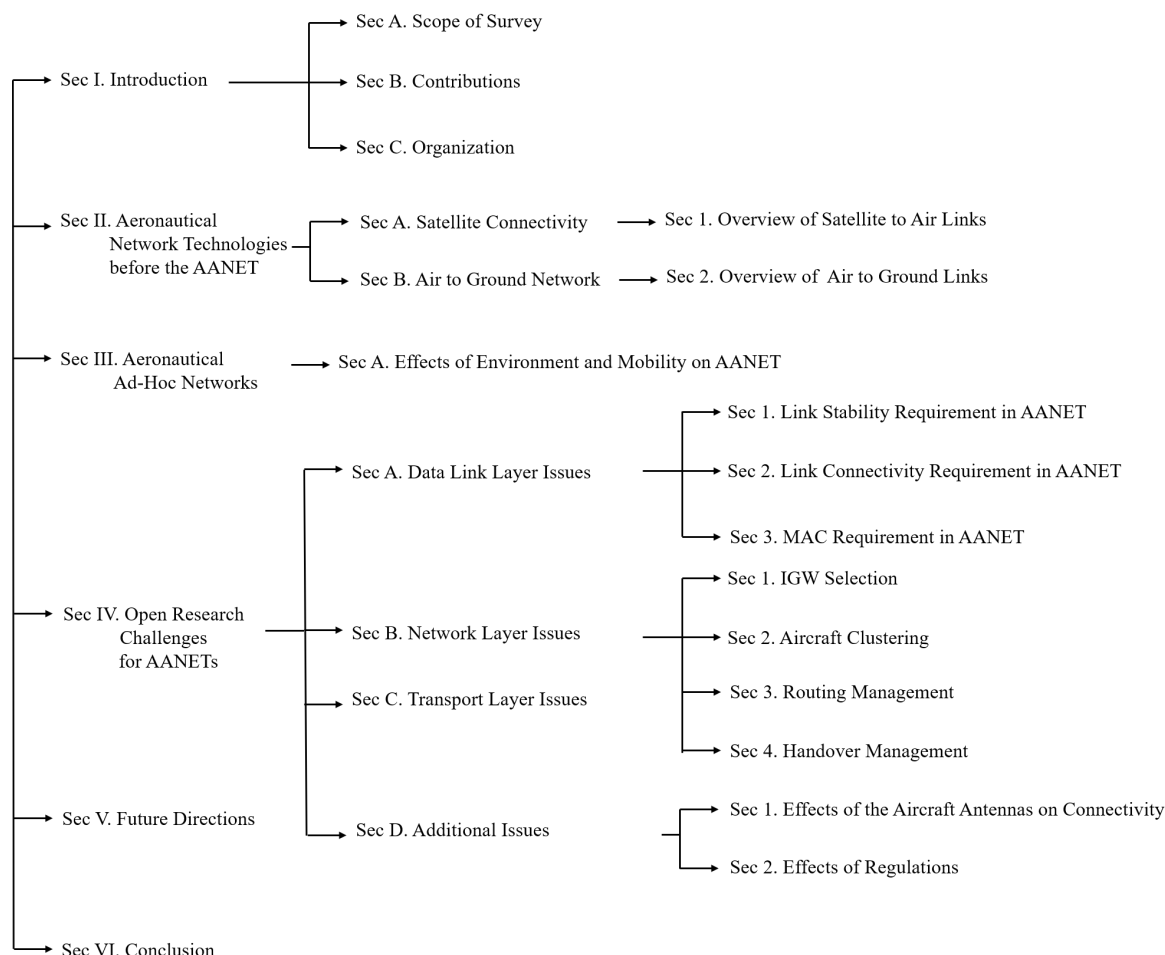 Sec I. Introduction
Sec A. Scope of Survey
Sec B. Contributions
Sec C. Organization
Sec II. Aeronautical
Network Technologies
before the AANET
Sec A. Satellite Connectivity
Sec 1. Overview of Satellite to Air Links
Sec B. Air to Ground Network
Sec 2. Overview of Air to Ground Links
Sec III. Aeronautical
Ad-Hoc Networks
Sec A. Effects of Environment and Mobility on AANET
Sec IV. Open Research
Challenges
for AANETs
Sec A. Data Link Layer Issues
Sec 1. Link Stability Requirement in AANET
Sec 2. Link Connectivity Requirement in AANET
Sec 3. MAC Requirement in AANET
Sec B. Network Layer Issues
Sec 1. IGW Selection
Sec 2. Aircraft Clustering
Sec 3. Routing Management
Sec 4. Handover Management
Sec C. Transport Layer Issues
Sec D. Additional Issues
Sec 1. Effects of the Aircraft Antennas on Connectivity
Sec 2. Effects of Regulations
Sec V. Future Directions
Sec VI. Conclusion